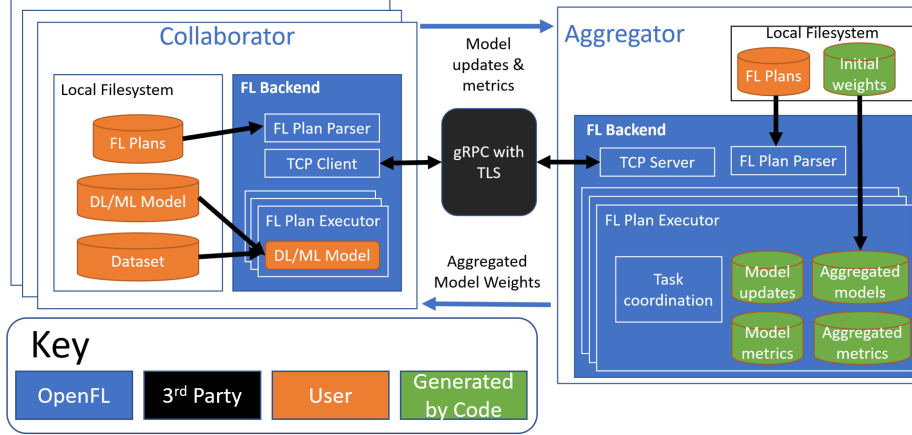 Collaborator
Local Filesystem
FL Plans
DL/ML Model
Dataset
FL Backend
FL Plan Parser
TCP Client
FL Plan Executor
DL/ML Model
Model
updates &
metrics
gRPC with
TLS
Aggregated
Model Weights
Aggregator
Local Filesystem
FL Plans
Initial
weights
FL Backend
TCP Server
FL Plan Parser
FL Plan Executor
Task
coordination
Model
updates
Aggregated
models
Model
metrics
Aggregated
metrics
Key
OpenFL
3rd Party
User
Generated
by Code